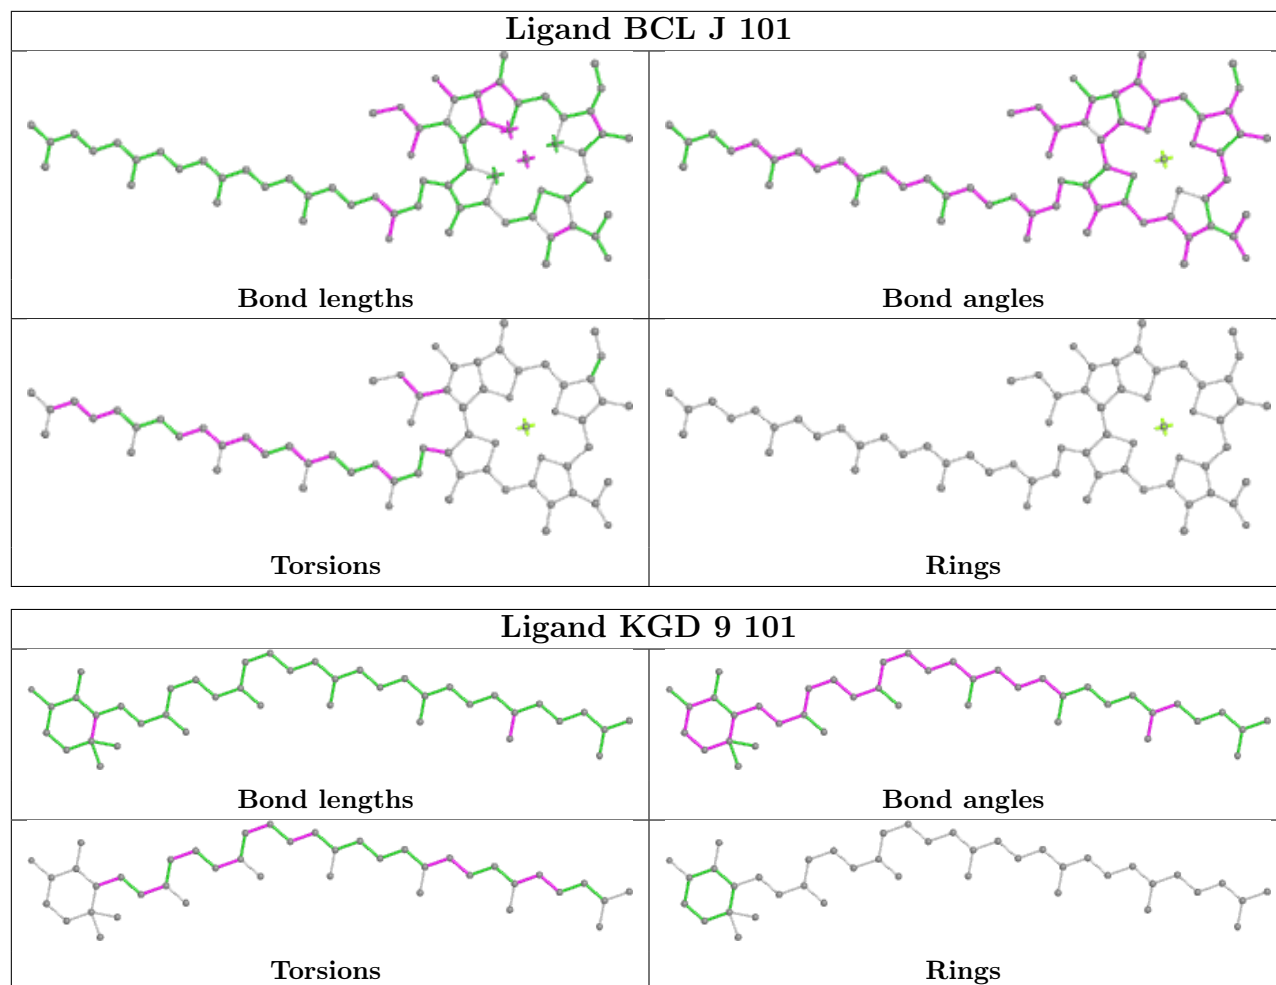 Ligand BCL J 101
Bond lengths
Bond angles
Torsions
Rings
Ligand KGD 9 101
Bond lengths
Bond angles
Torsions
Rings